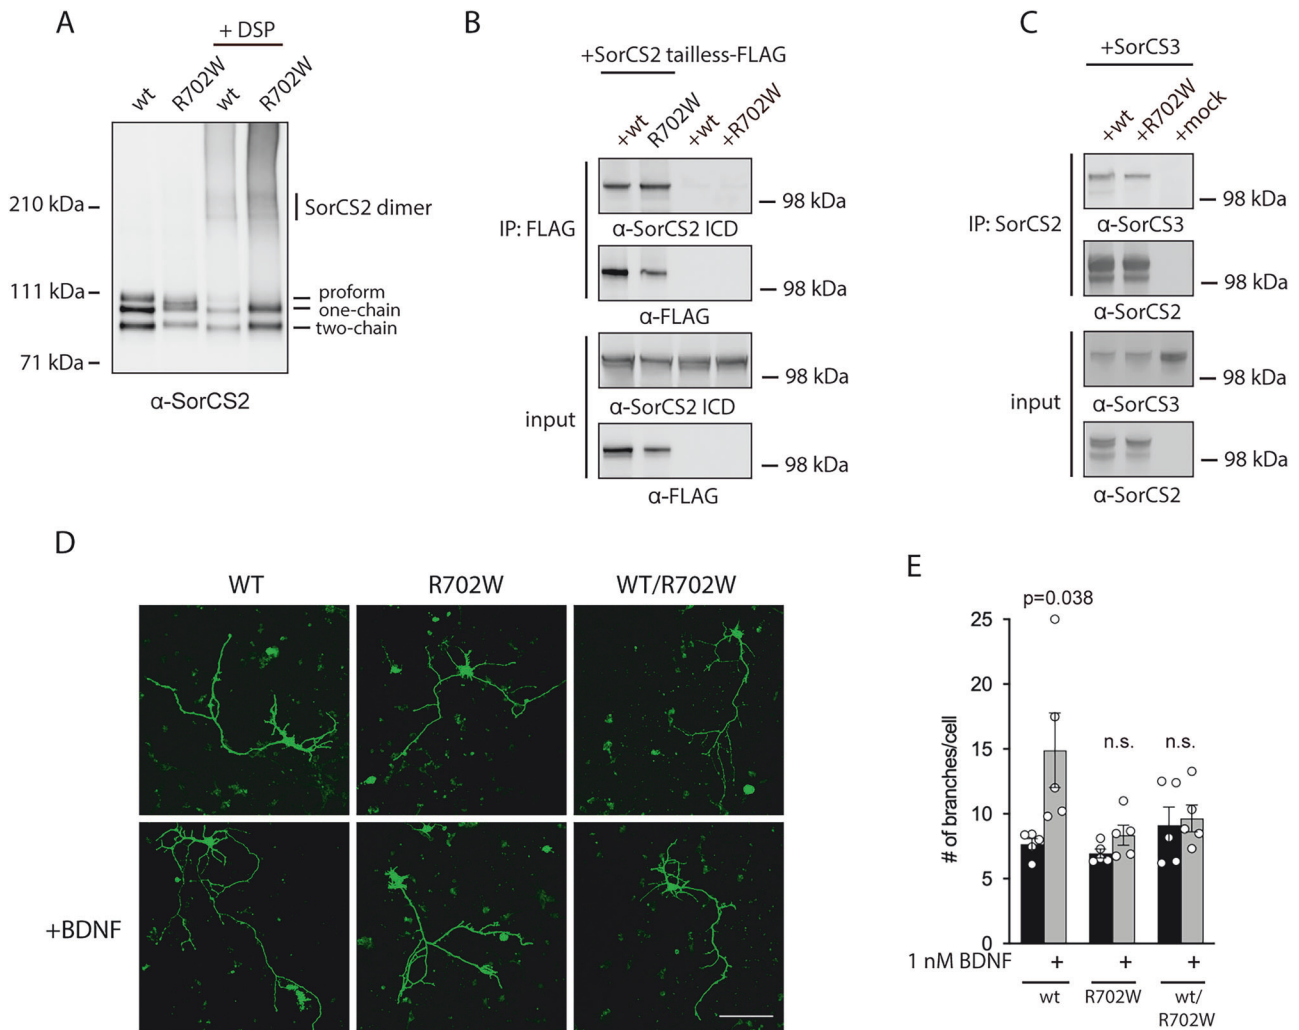 A
+ DSP
wt
R702W
wt
R702W
210 kDa
111 kDa
71 kDa
SorCS2 dimer
proform
one-chain
two-chain
α-SorCS2
B
+SorCS2 tailless-FLAG
+wt
R702W
+wt
+R702W
IP: FLAG
98 kDa
α-SorCS2 ICD
98 kDa
α-FLAG
input
98 kDa
α-SorCS2 ICD
98 kDa
α-FLAG
C
+SorCS3
+wt
+R702W
+mock
IP: SorCS2
98 kDa
α-SorCS3
98 kDa
α-SorCS2
input
98 kDa
α-SorCS3
98 kDa
α-SorCS2
D
WT
R702W
WT/R702W
+BDNF
E
# of branches/cell
25
20
15
10
5
0
p=0.038
n.s.
n.s.
1 nM BDNF
+
+
+
wt
R702W
wt/
R702W